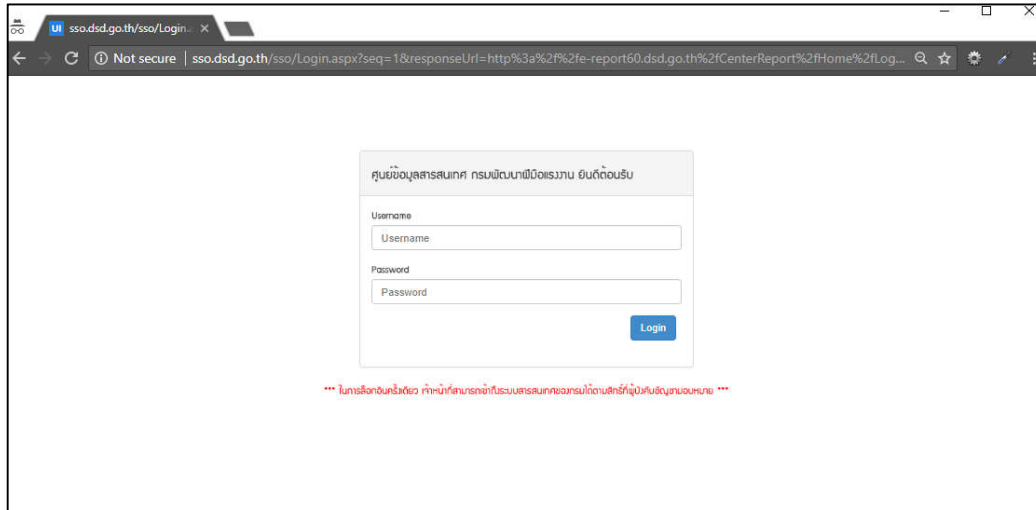 UI sso.dsd.go.th/sso/Login.
Not secure | sso.dsd.go.th/sso/Login.aspx?seq=1&responseUrl=http%3a%2f%2fe-report60.dsd.go.th%2fCenterReport%2fHome%2fLog...
ศูนย์ข้อมูลสารสนเทศ กรมพัฒนาฝีมือแรงงาน ยินดีต้อนรับ
Username
Username
Password
Password
Login
*** ในการล็อกอินครั้งเดียว เจ้าหน้าที่สามารถเข้าถึงระบบสารสนเทศของกรมได้ตามสิทธิ์ที่ผู้บังคับบัญชามอบหมาย ***